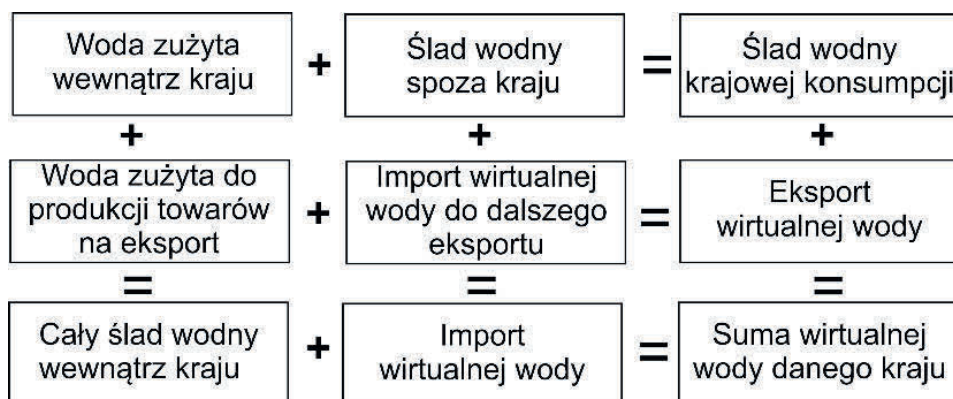 Woda zużyta
wewnątrz kraju
+
Ślad wodny
spoza kraju
=
Ślad wodny
krajowej konsumpcji
+
+
+
Woda zużyta do
produkcji towarów
na eksport
+
Import wirtualnej
wody do dalszego
eksportu
=
Eksport
wirtualnej wody
=
=
=
Cały ślad wodny
wewnątrz kraju
+
Import
wirtualnej wody
=
Suma wirtualnej
wody danego kraju